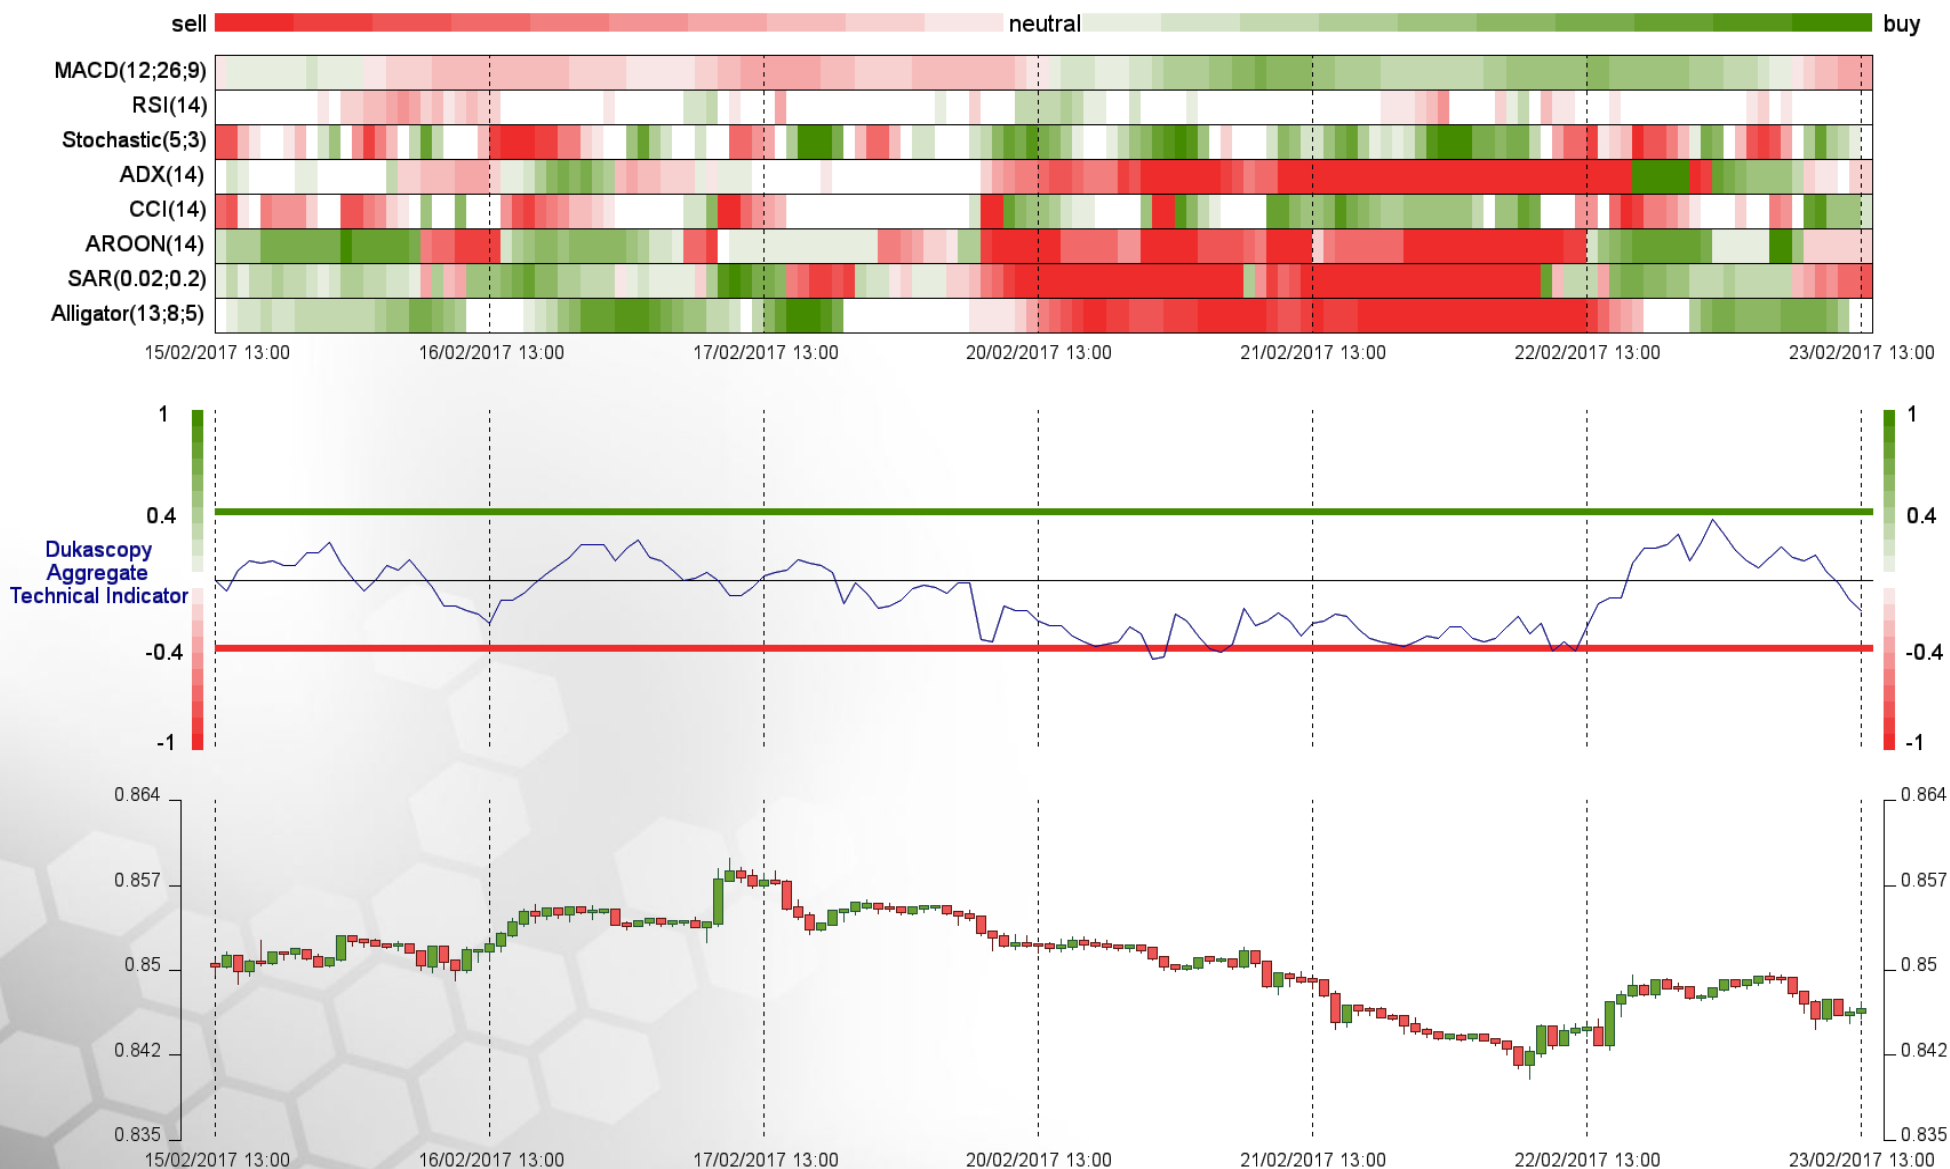 sell neutral buy
MACD(12;26;9)
RSI(14)
Stochastic(5;3)
ADX(14)
CCI(14)
AROON(14)
SAR(0.02;0.2)
Alligator(13;8;5)
15/02/2017 13:00 16/02/2017 13:00 17/02/2017 13:00 20/02/2017 13:00 21/02/2017 13:00 22/02/2017 13:00 23/02/2017 13:00
1 1
0.4 0.4
Dukascopy
Aggregate
Technical Indicator
-0.4 -0.4
-1 -1
0.864 0.864
0.857 0.857
0.85 0.85
0.842 0.842
0.835 0.835
15/02/2017 13:00 16/02/2017 13:00 17/02/2017 13:00 20/02/2017 13:00 21/02/2017 13:00 22/02/2017 13:00 23/02/2017 13:00